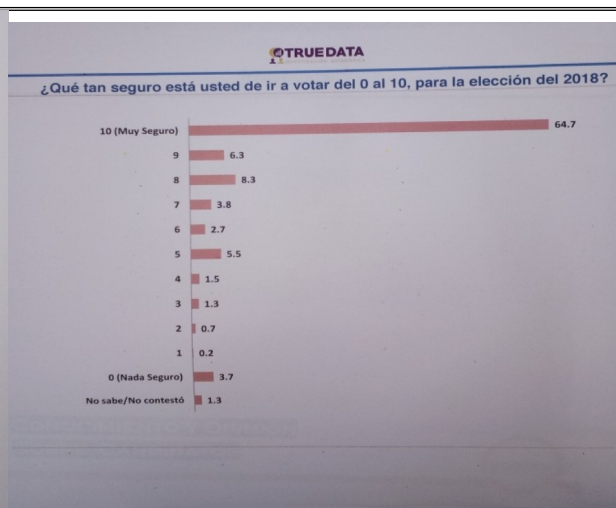 TRUEDATA
¿Qué tan seguro está usted de ir a votar del 0 al 10, para la elección del 2018?
10 (Muy Seguro) 64.7
9 6.3
8 8.3
7 3.8
6 2.7
5 5.5
4 1.5
3 1.3
2 0.7
1 0.2
0 (Nada Seguro) 3.7
No sabe/No contestó 1.3